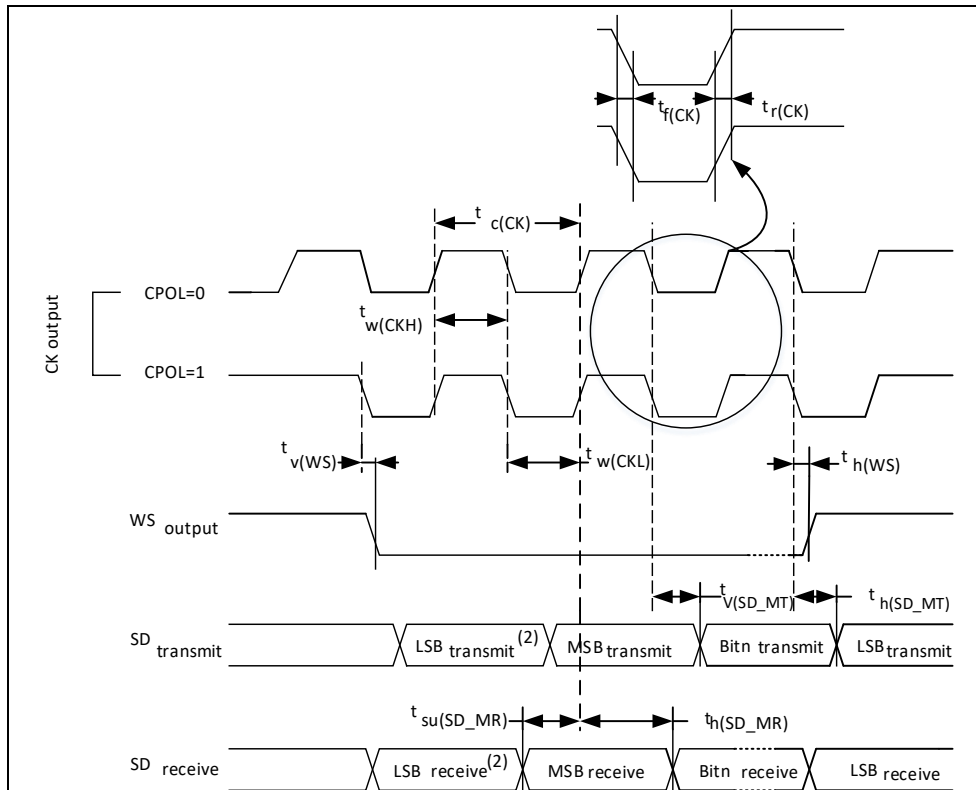 t f(CK)
t r(CK)
t c(CK)
CK output
CPOL=0
t w(CKH)
CPOL=1
t v(WS)
t w(CKL)
t h(WS)
WS output
t V(SD_MT)
t h(SD_MT)
SD transmit
LSB transmit(2)
MSB transmit
Bitn transmit
LSB transmit
t su(SD_MR)
t h(SD_MR)
SD receive
LSB receive(2)
MSB receive
Bitn receive
LSB receive